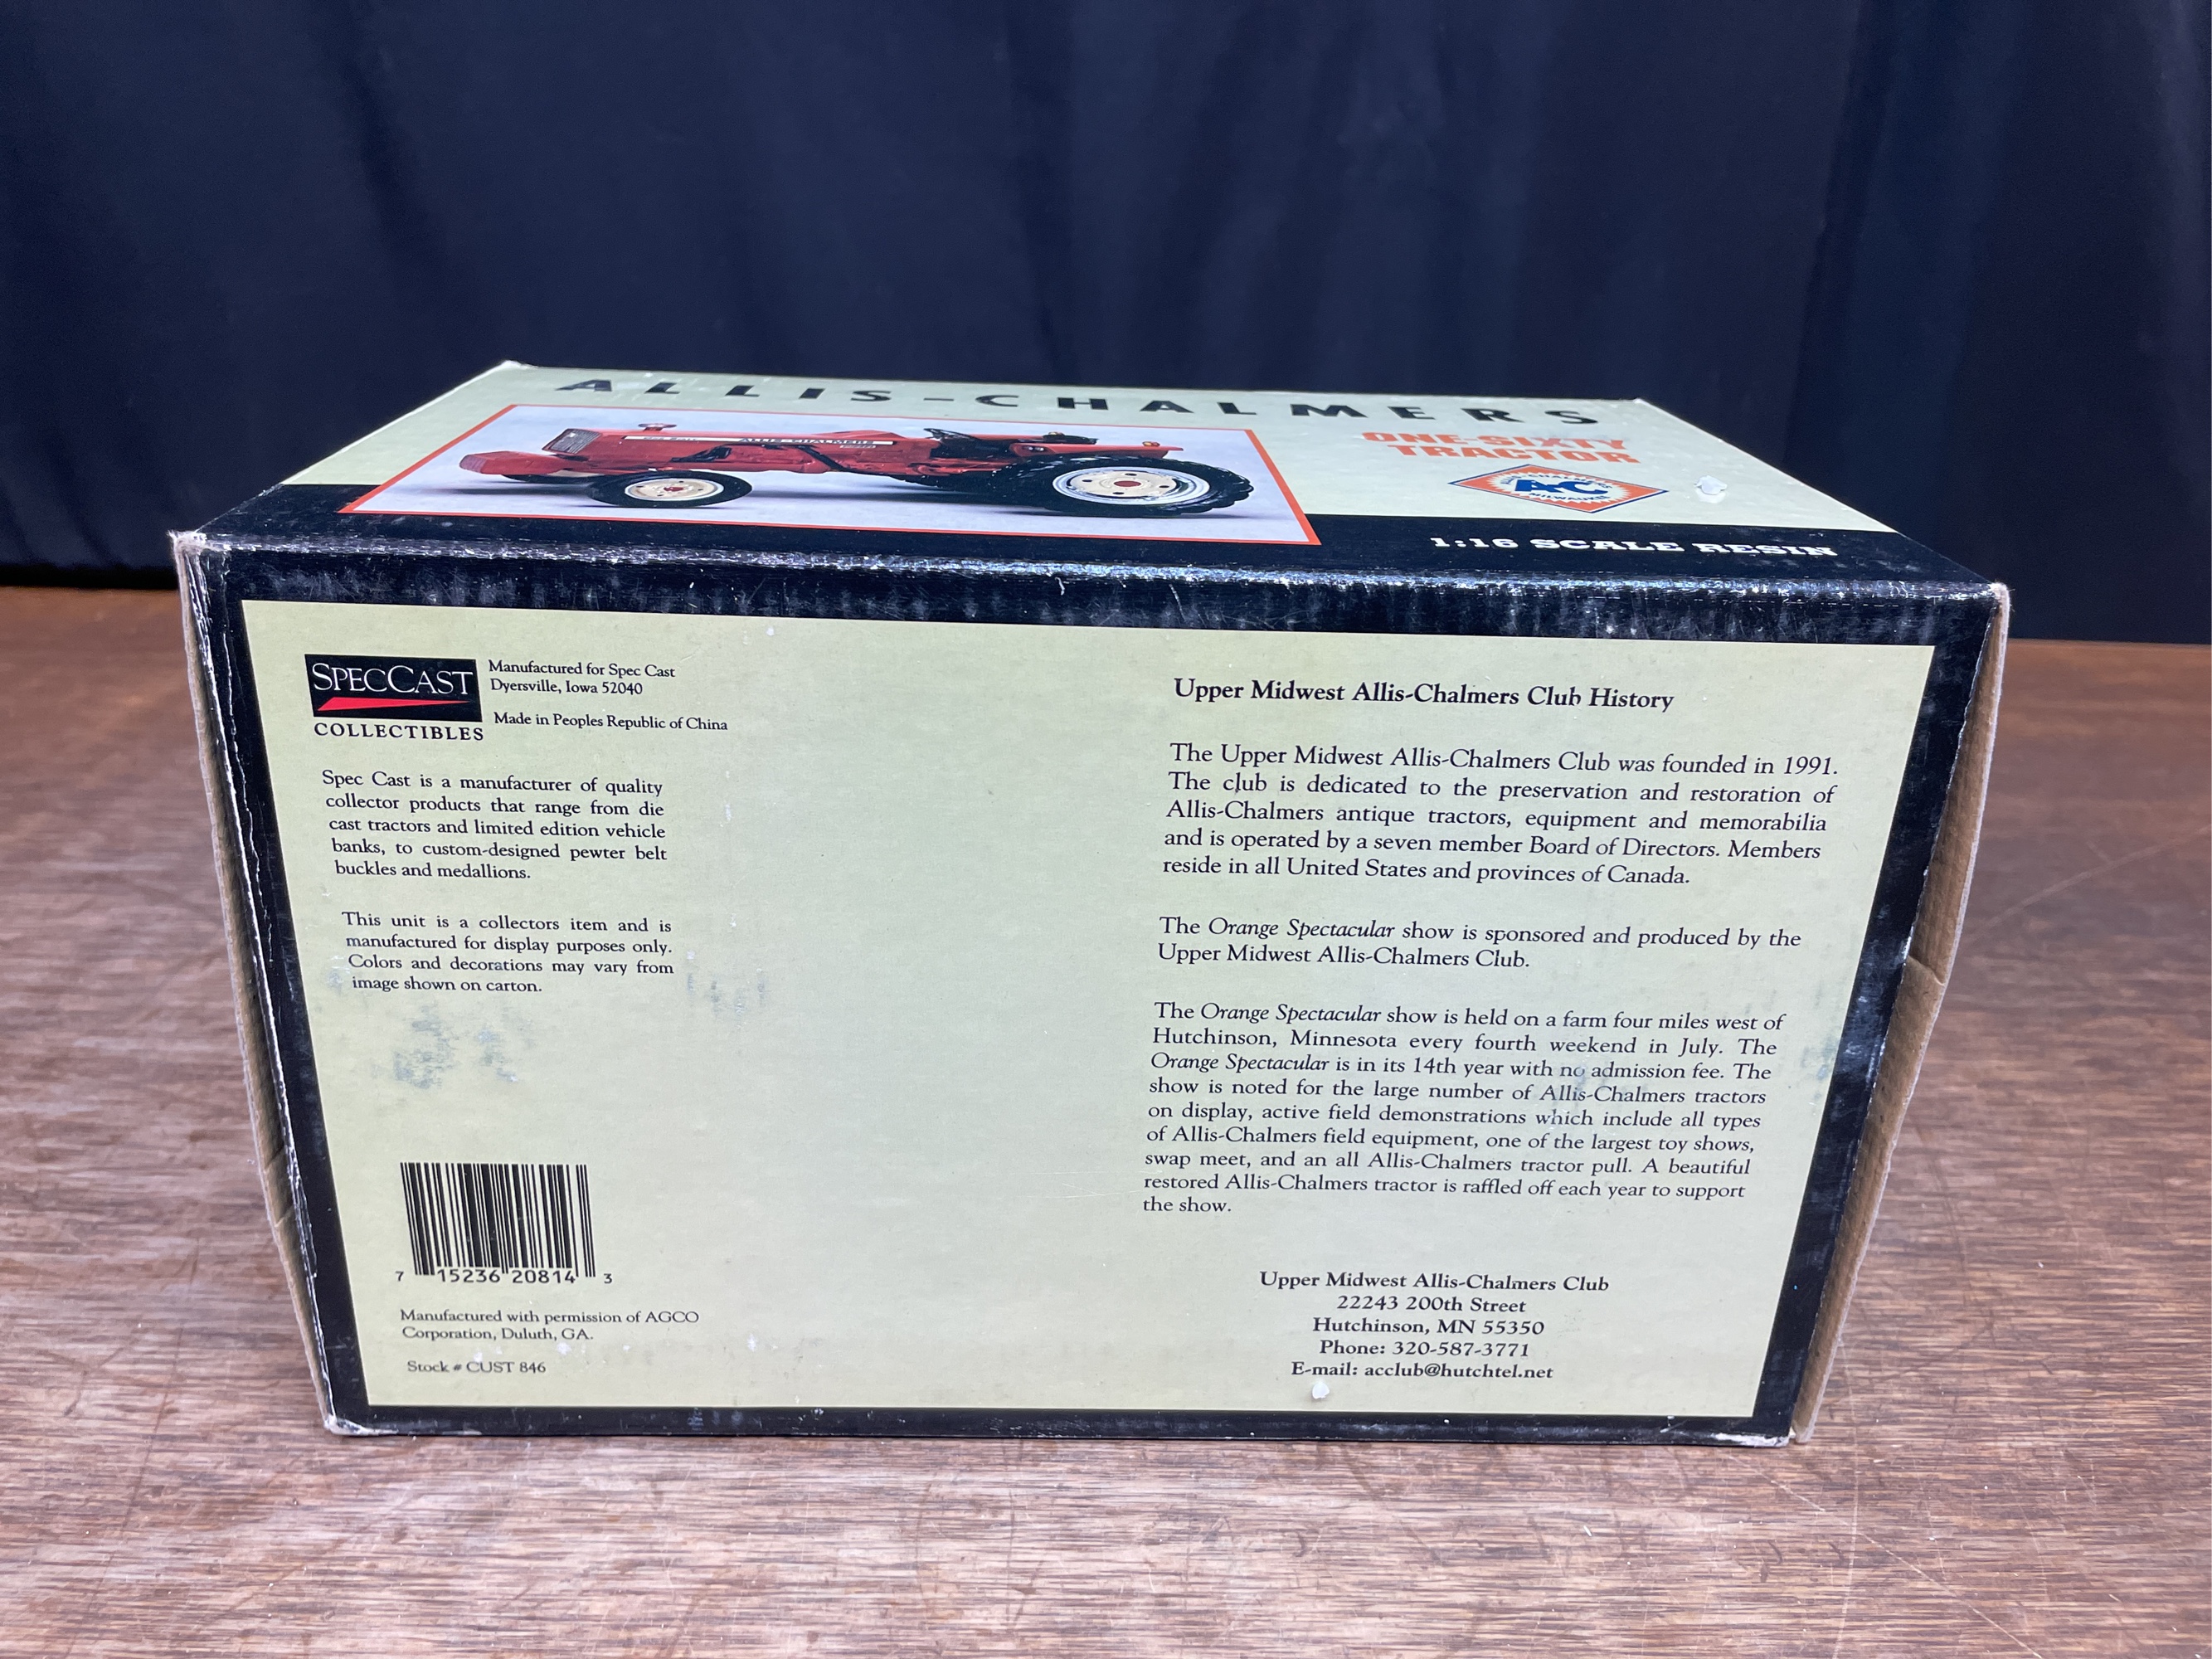 ALLIS-CHALMERS
ALLIS-CHALMERS
ONE-SIXTY
TRACTOR
AC
1:16 SCALE RESIN
SPECCAST
COLLECTIBLES
Manufactured for Spec Cast
Dyersville, Iowa 52040
Made in Peoples Republic of China
Spec Cast is a manufacturer of quality
collector products that range from die
cast tractors and limited edition vehicle
banks, to custom-designed pewter belt
buckles and medallions.
This unit is a collectors item and is
manufactured for display purposes only.
Colors and decorations may vary from
image shown on carton.
7 15236 20814 3
Manufactured with permission of AGCO
Corporation, Duluth, GA.
Stock # CUST 846
Upper Midwest Allis-Chalmers Club History
The Upper Midwest Allis-Chalmers Club was founded in 1991.
The club is dedicated to the preservation and restoration of
Allis-Chalmers antique tractors, equipment and memorabilia
and is operated by a seven member Board of Directors. Members
reside in all United States and provinces of Canada.
The Orange Spectacular show is sponsored and produced by the
Upper Midwest Allis-Chalmers Club.
The Orange Spectacular show is held on a farm four miles west of
Hutchinson, Minnesota every fourth weekend in July. The
Orange Spectacular is in its 14th year with no admission fee. The
show is noted for the large number of Allis-Chalmers tractors
on display, active field demonstrations which include all types
of Allis-Chalmers field equipment, one of the largest toy shows,
swap meet, and an all Allis-Chalmers tractor pull. A beautiful
restored Allis-Chalmers tractor is raffled off each year to support
the show.
Upper Midwest Allis-Chalmers Club
22243 200th Street
Hutchinson, MN 55350
Phone: 320-587-3771
E-mail: acclub@hutchtel.net